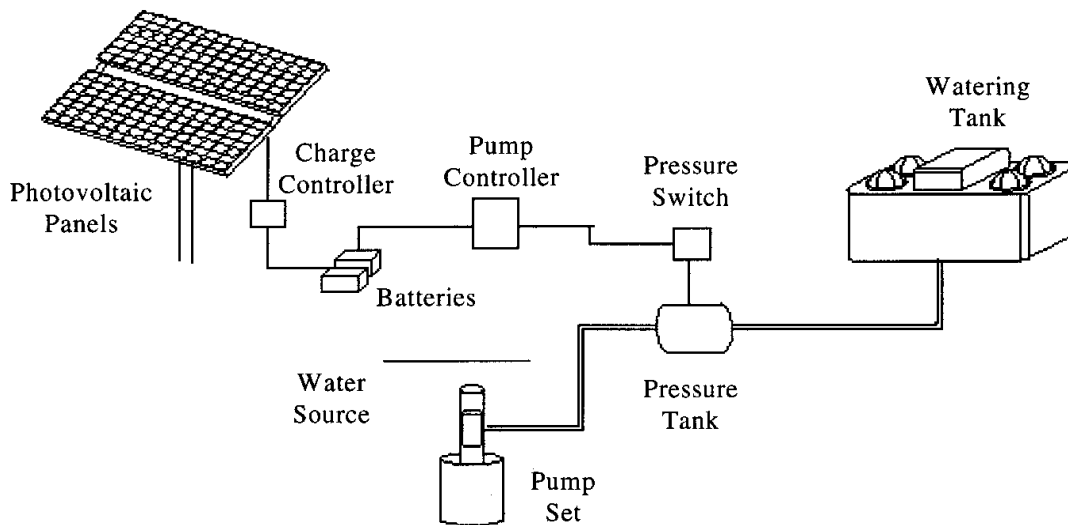 Watering
Tank
Pump
Controller
Charge
Controller
Pressure
Switch
Photovoltaic
Panels
Batteries
Water
Source
Pressure
Tank
Pump
Set